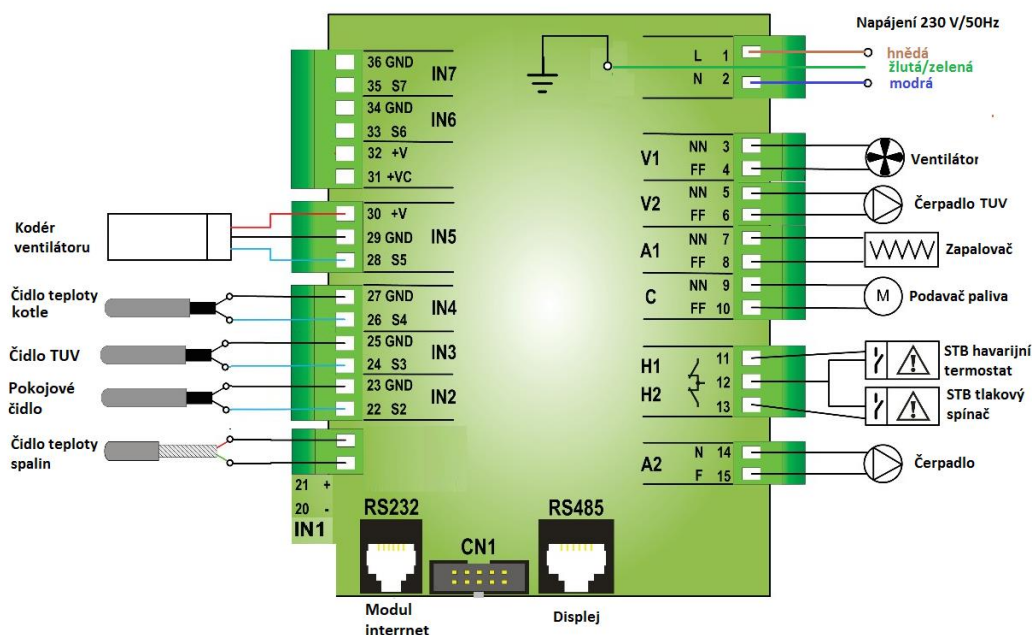 Napájení 230 V/50Hz
L 1
hnědá
žlutá/zelená
N 2
modrá
36 GND
IN7
35 S7
34 GND
IN6
33 S6
32 +V
31 +VC
Kodér
ventilátoru
30 +V
29 GND
IN5
28 S5
Čidlo teploty
kotle
27 GND
IN4
26 S4
Čidlo TUV
25 GND
IN3
24 S3
Pokojové
čidlo
23 GND
IN2
22 S2
Čidlo teploty
spalin
21 +
20 -
IN1
V1
NN 3
FF 4
Ventilátor
V2
NN 5
FF 6
Čerpadlo TUV
A1
NN 7
FF 8
Zapalovač
C
NN 9
FF 10
M
Podavač paliva
H1
11
STB havarijní
termostat
12
H2
13
STB tlakový
spínač
A2
N 14
F 15
Čerpadlo
RS232
CN1
RS485
Modul
interrnet
Displej